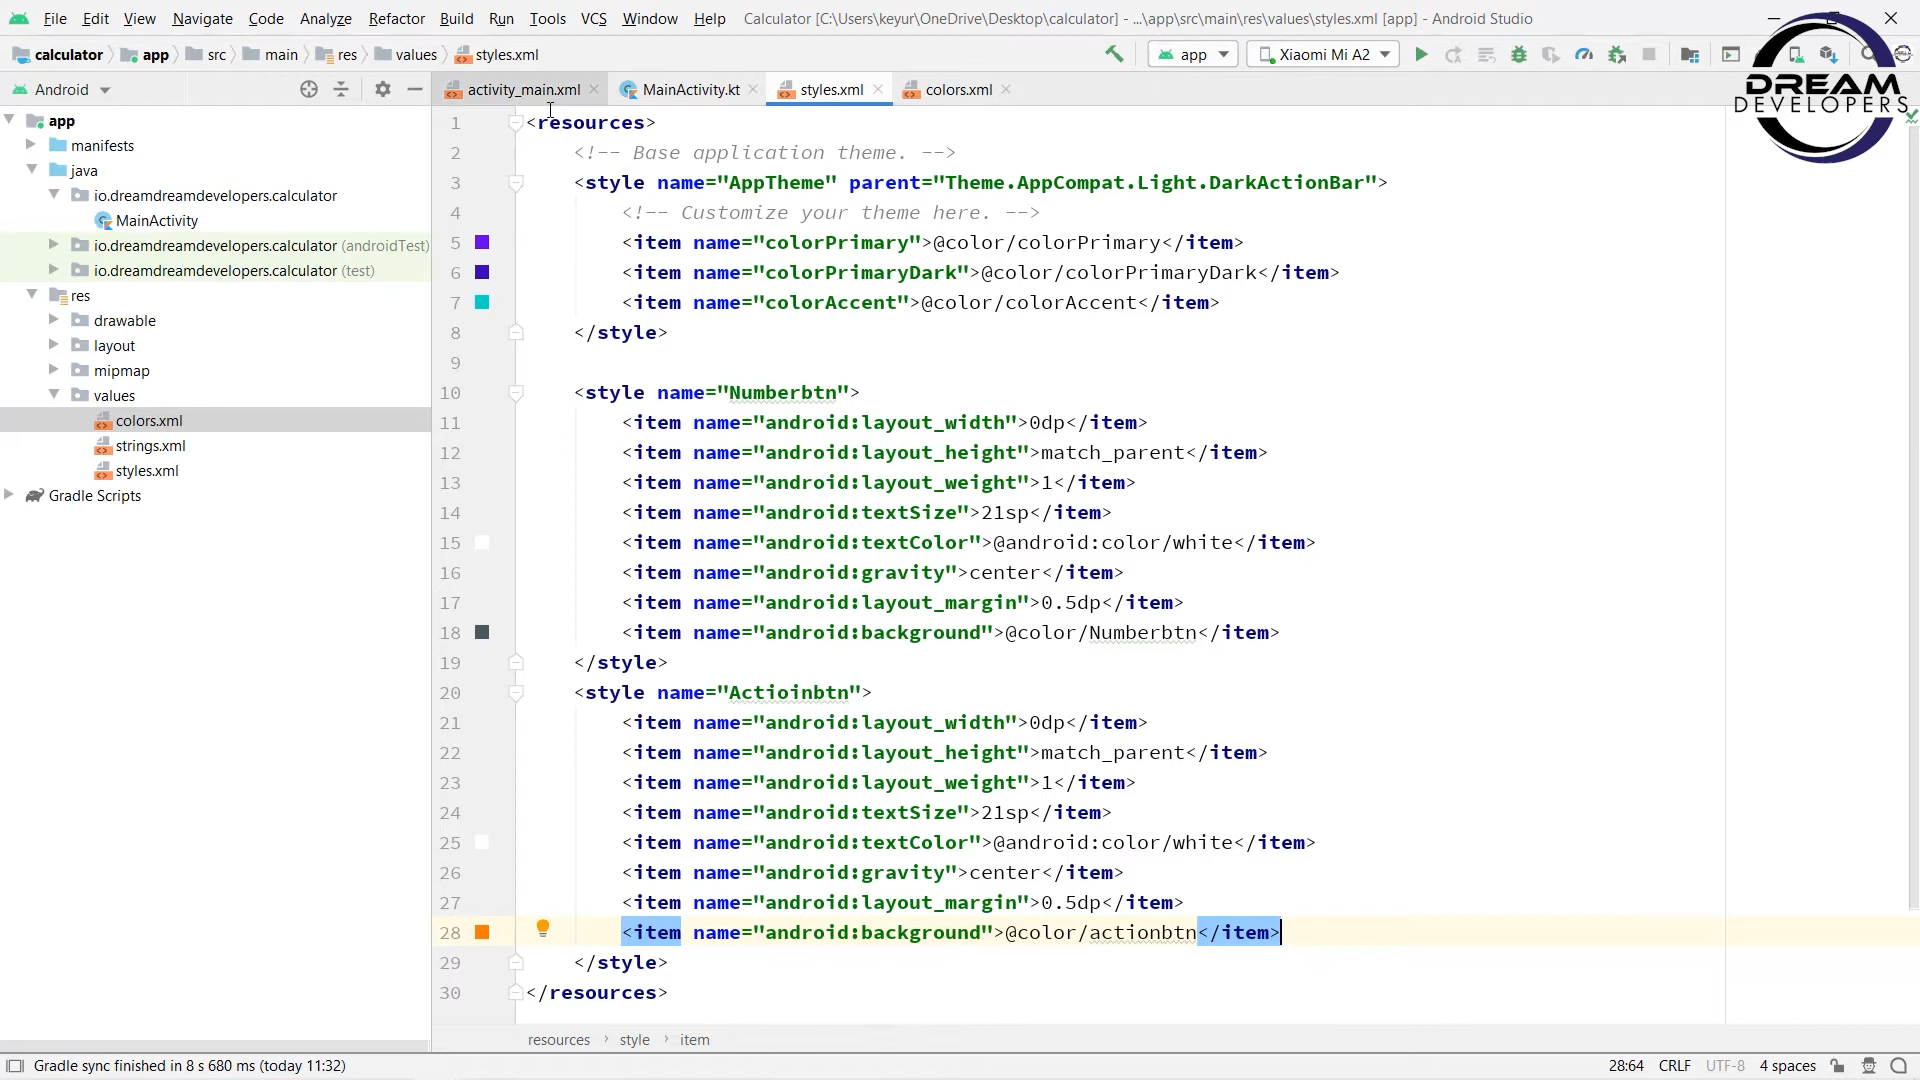 File Edit View Navigate Code Analyze Refactor Build Run Tools VCS Window Help Calculator [C:\Users\keyur\OneDrive\Desktop\calculator] - ...\app\src\main\res\values\styles.xml [app] - Android Studio
calculator app src main res values styles.xml app Xiaomi Mi A2
DREAM
DEVELOPERS
Android activity_main.xml MainActivity.kt styles.xml colors.xml
app
manifests
java
io.dreamdreamdevelopers.calculator
MainActivity
io.dreamdreamdevelopers.calculator (androidTest)
io.dreamdreamdevelopers.calculator (test)
res
drawable
layout
mipmap
values
colors.xml
strings.xml
styles.xml
Gradle Scripts
1 <resources>
2 <!-- Base application theme. -->
3 <style name="AppTheme" parent="Theme.AppCompat.Light.DarkActionBar">
4 <!-- Customize your theme here. -->
5 <item name="colorPrimary">@color/colorPrimary</item>
6 <item name="colorPrimaryDark">@color/colorPrimaryDark</item>
7 <item name="colorAccent">@color/colorAccent</item>
8 </style>
9
10 <style name="Numberbtn">
11 <item name="android:layout_width">0dp</item>
12 <item name="android:layout_height">match_parent</item>
13 <item name="android:layout_weight">1</item>
14 <item name="android:textSize">21sp</item>
15 <item name="android:textColor">@android:color/white</item>
16 <item name="android:gravity">center</item>
17 <item name="android:layout_margin">0.5dp</item>
18 <item name="android:background">@color/Numberbtn</item>
19 </style>
20 <style name="Actioinbtn">
21 <item name="android:layout_width">0dp</item>
22 <item name="android:layout_height">match_parent</item>
23 <item name="android:layout_weight">1</item>
24 <item name="android:textSize">21sp</item>
25 <item name="android:textColor">@android:color/white</item>
26 <item name="android:gravity">center</item>
27 <item name="android:layout_margin">0.5dp</item>
28 <item name="android:background">@color/actionbtn</item>
29 </style>
30 </resources>
resources › style › item
Gradle sync finished in 8 s 680 ms (today 11:32) 28:64 CRLF UTF-8 4 spaces